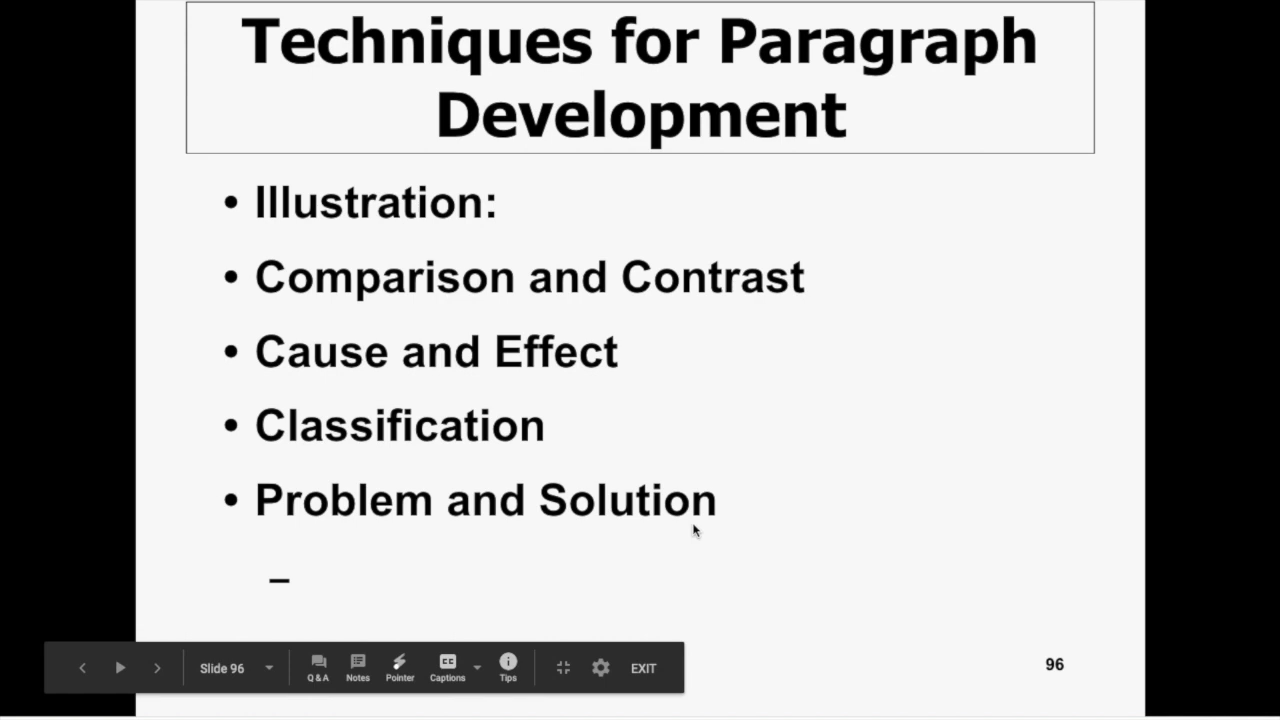 Techniques for Paragraph
Development
• Illustration:
• Comparison and Contrast
• Cause and Effect
• Classification
• Problem and Solution
–
Slide 96
Q & A
Notes
Pointer
CC
Captions
Tips
EXIT
96